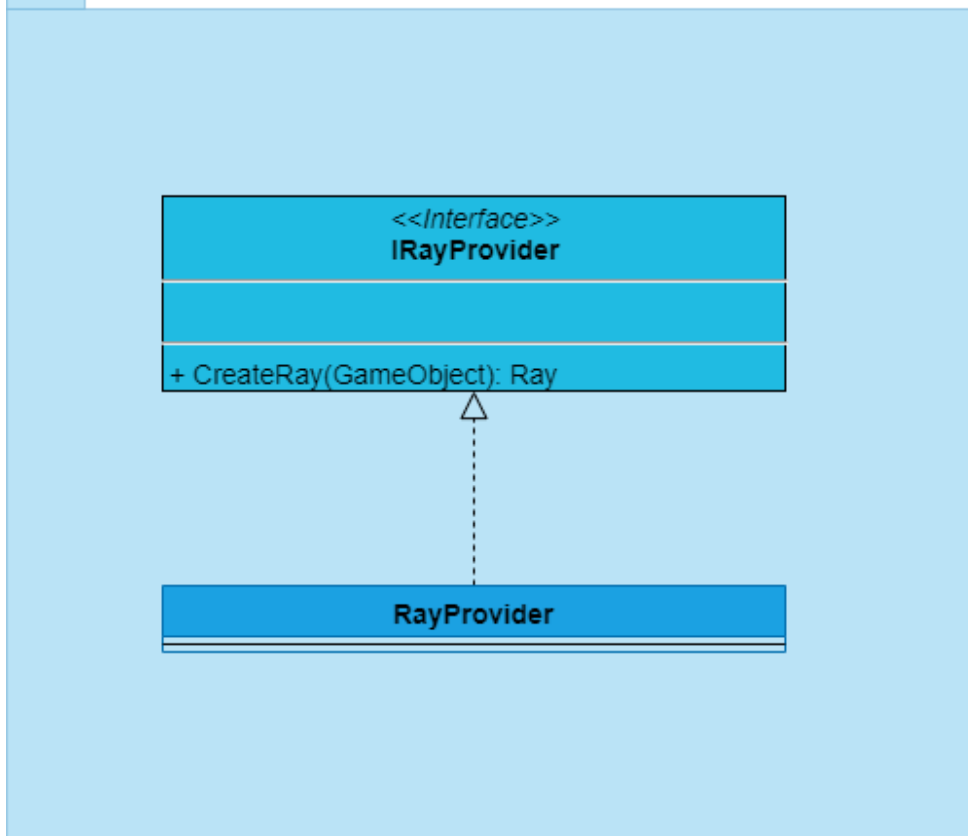 <<Interface>>
IRayProvider
+ CreateRay(GameObject): Ray
RayProvider